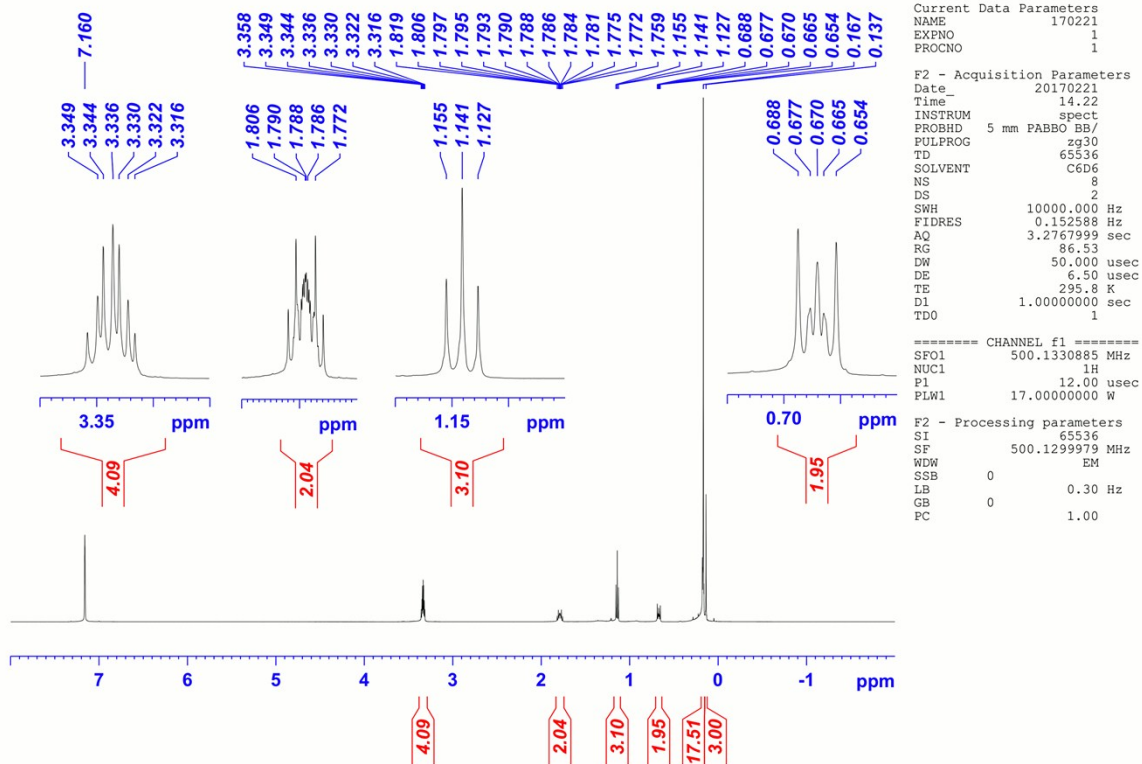 7.160
3.358
3.349
3.344
3.336
3.330
3.322
3.316
1.819
1.806
1.797
1.795
1.793
1.790
1.788
1.786
1.784
1.781
1.775
1.772
1.759
1.155
1.141
1.127
0.688
0.677
0.670
0.665
0.654
0.167
0.137
3.349
3.344
3.336
3.330
3.322
3.316
1.806
1.790
1.788
1.786
1.772
1.155
1.141
1.127
0.688
0.677
0.670
0.665
0.654
3.35 ppm
ppm
1.15 ppm
0.70 ppm
4.09
2.04
3.10
1.95
7 6 5 4 3 2 1 0 -1 ppm
4.09
2.04
3.10
1.95
17.51
3.00
Current Data Parameters
NAME 170221
EXPNO 1
PROCNO 1
F2 - Acquisition Parameters
Date_ 20170221
Time 14.22
INSTRUM spect
PROBHD 5 mm PABBO BB/
PULPROG zg30
TD 65536
SOLVENT C6D6
NS 8
DS 2
SWH 10000.000 Hz
FIDRES 0.152588 Hz
AQ 3.2767999 sec
RG 86.53
DW 50.000 usec
DE 6.50 usec
TE 295.8 K
D1 1.00000000 sec
TD0 1
======== CHANNEL f1 ========
SFO1 500.1330885 MHz
NUC1 1H
P1 12.00 usec
PLW1 17.00000000 W
F2 - Processing parameters
SI 65536
SF 500.1299979 MHz
WDW EM
SSB 0
LB 0.30 Hz
GB 0
PC 1.00